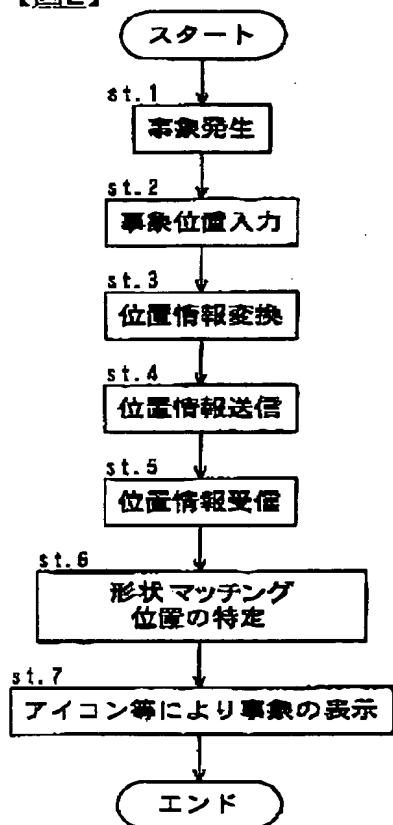 【図2】
スタート
st.1
事象発生
st.2
事象位置入力
st.3
位置情報変換
st.4
位置情報送信
st.5
位置情報受信
st.6
形状マッチング
位置の特定
st.7
アイコン等により事象の表示
エンド